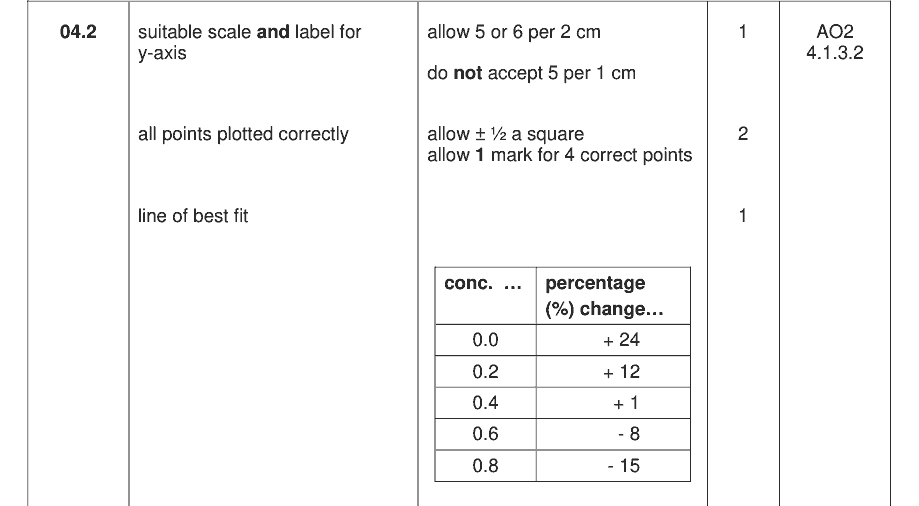 04.2 suitable scale and label for y-axis allow 5 or 6 per 2 cm 1 AO2
4.1.3.2
do not accept 5 per 1 cm
all points plotted correctly allow ± ½ a square 2
allow 1 mark for 4 correct points
line of best fit 1
conc. ... percentage
(%) change...
0.0 + 24
0.2 + 12
0.4 + 1
0.6 - 8
0.8 - 15